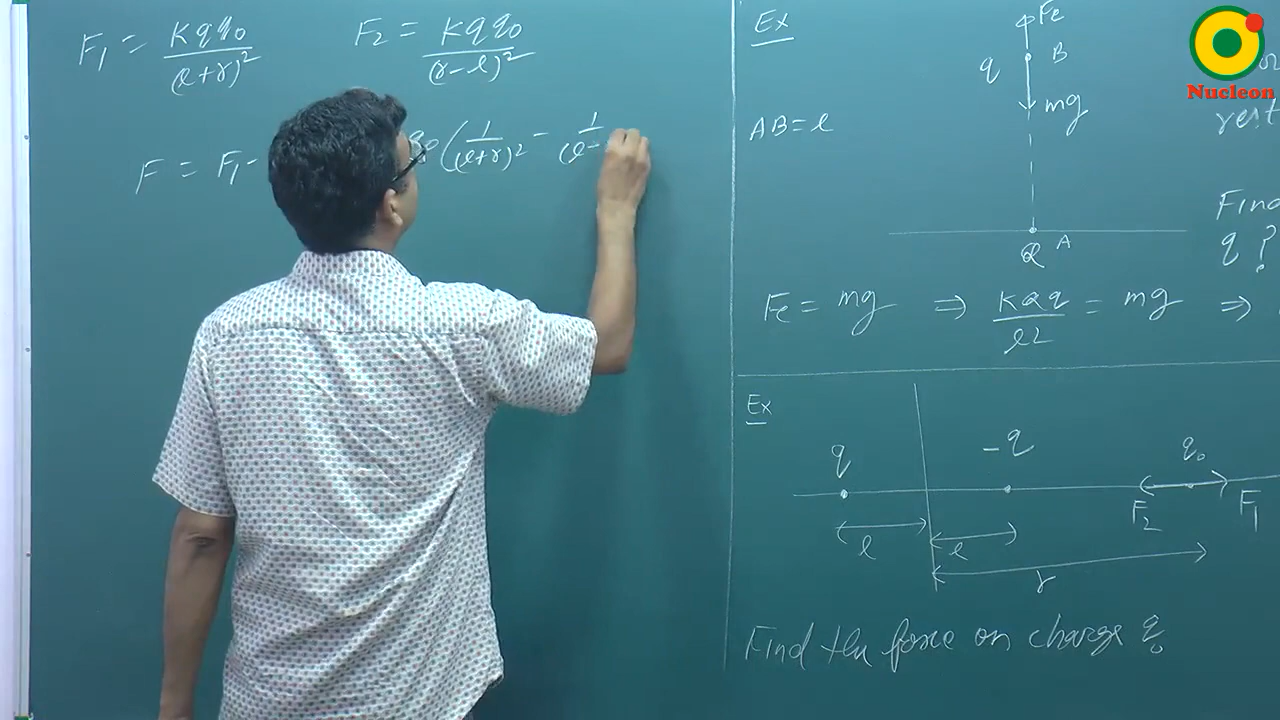 F₁ = Kqq₀/(l+r)²
F₂ = Kqq₀/(r-l)²
F = F₁-
(1/(l+r)² - 1/(l-
Ex
Fe
B
q
mg
AB=l
Q A
rest
Find
q?
Fe = mg ⇒ KQq/l² = mg ⇒
Ex
q
-q
q₀
F₂
F₁
l
l
r
Find the force on charge q₀
Nucleon